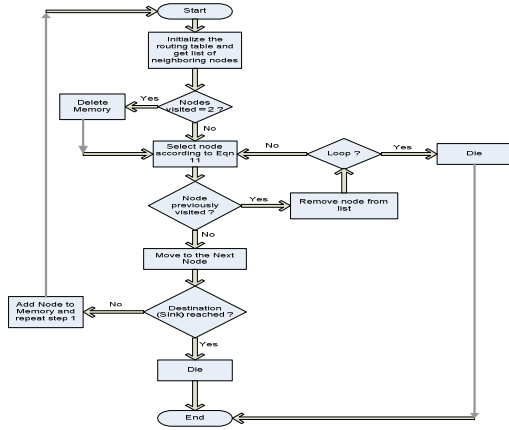 Start
Initialize the
routing table and
get list of
neighboring nodes
Delete
Memory
Yes
Nodes
visited = 2 ?
No
Select node
according to Eqn
11
No
Loop ?
Yes
Die
Node
previously
visited ?
Yes
Remove node from
list
No
Move to the Next
Node
Add Node to
Memory and
repeat step 1
No
Destination
(Sink) reached ?
Yes
Die
End